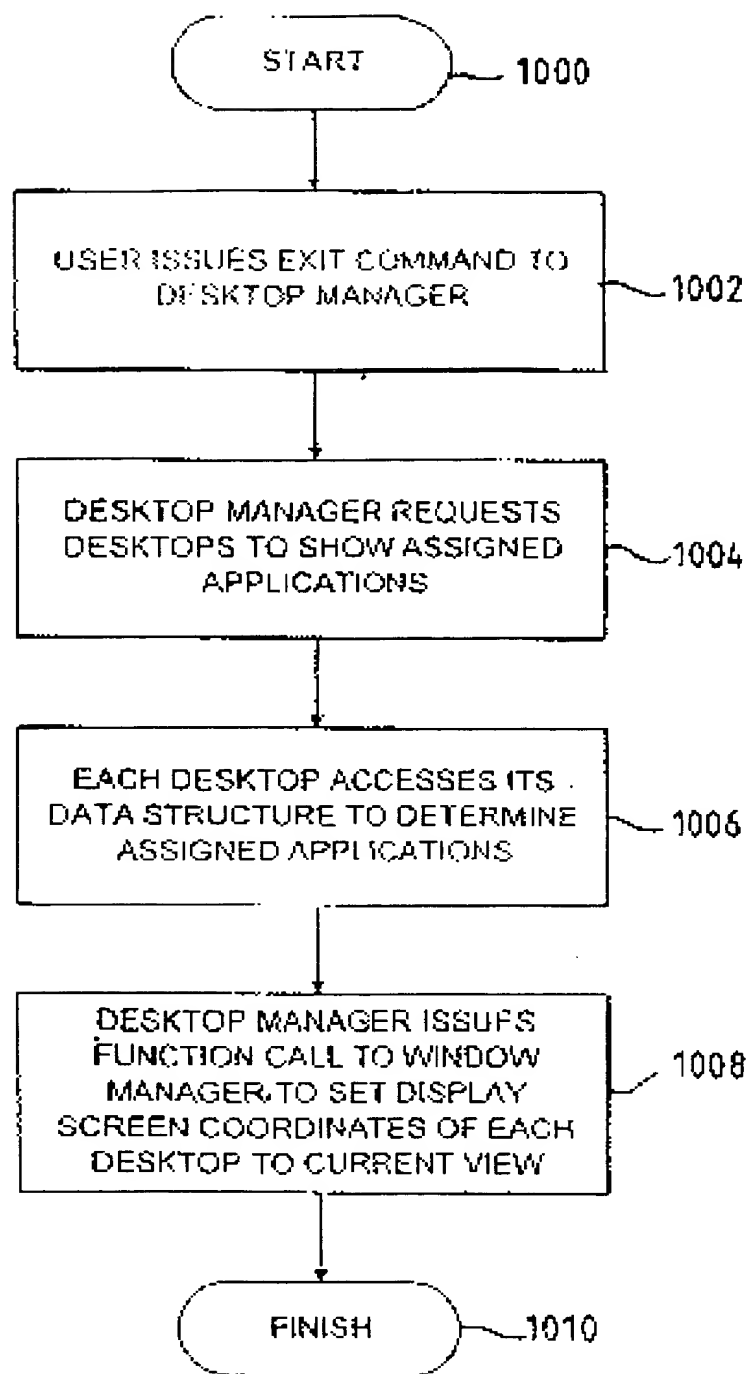 START
1000
USER ISSUES EXIT COMMAND TO
DESKTOP MANAGER
1002
DESKTOP MANAGER REQUESTS
DESKTOPS TO SHOW ASSIGNED
APPLICATIONS
1004
EACH DESKTOP ACCESSES ITS
DATA STRUCTURE TO DETERMINE
ASSIGNED APPLICATIONS
1006
DESKTOP MANAGER ISSUES
FUNCTION CALL TO WINDOW
MANAGER, TO SET DISPLAY
SCREEN COORDINATES OF EACH
DESKTOP TO CURRENT VIEW
1008
FINISH
1010